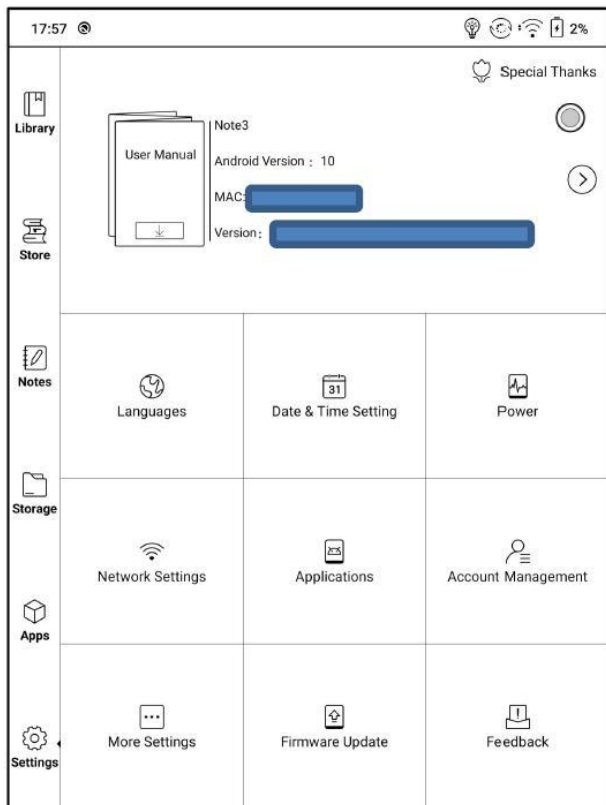 17:57
2%
Special Thanks
Library
User Manual
Note3
Android Version : 10
MAC:
Version:
Store
Notes
Languages
31
Date & Time Setting
Power
Storage
Network Settings
Applications
Account Management
Apps
More Settings
Firmware Update
Feedback
Settings